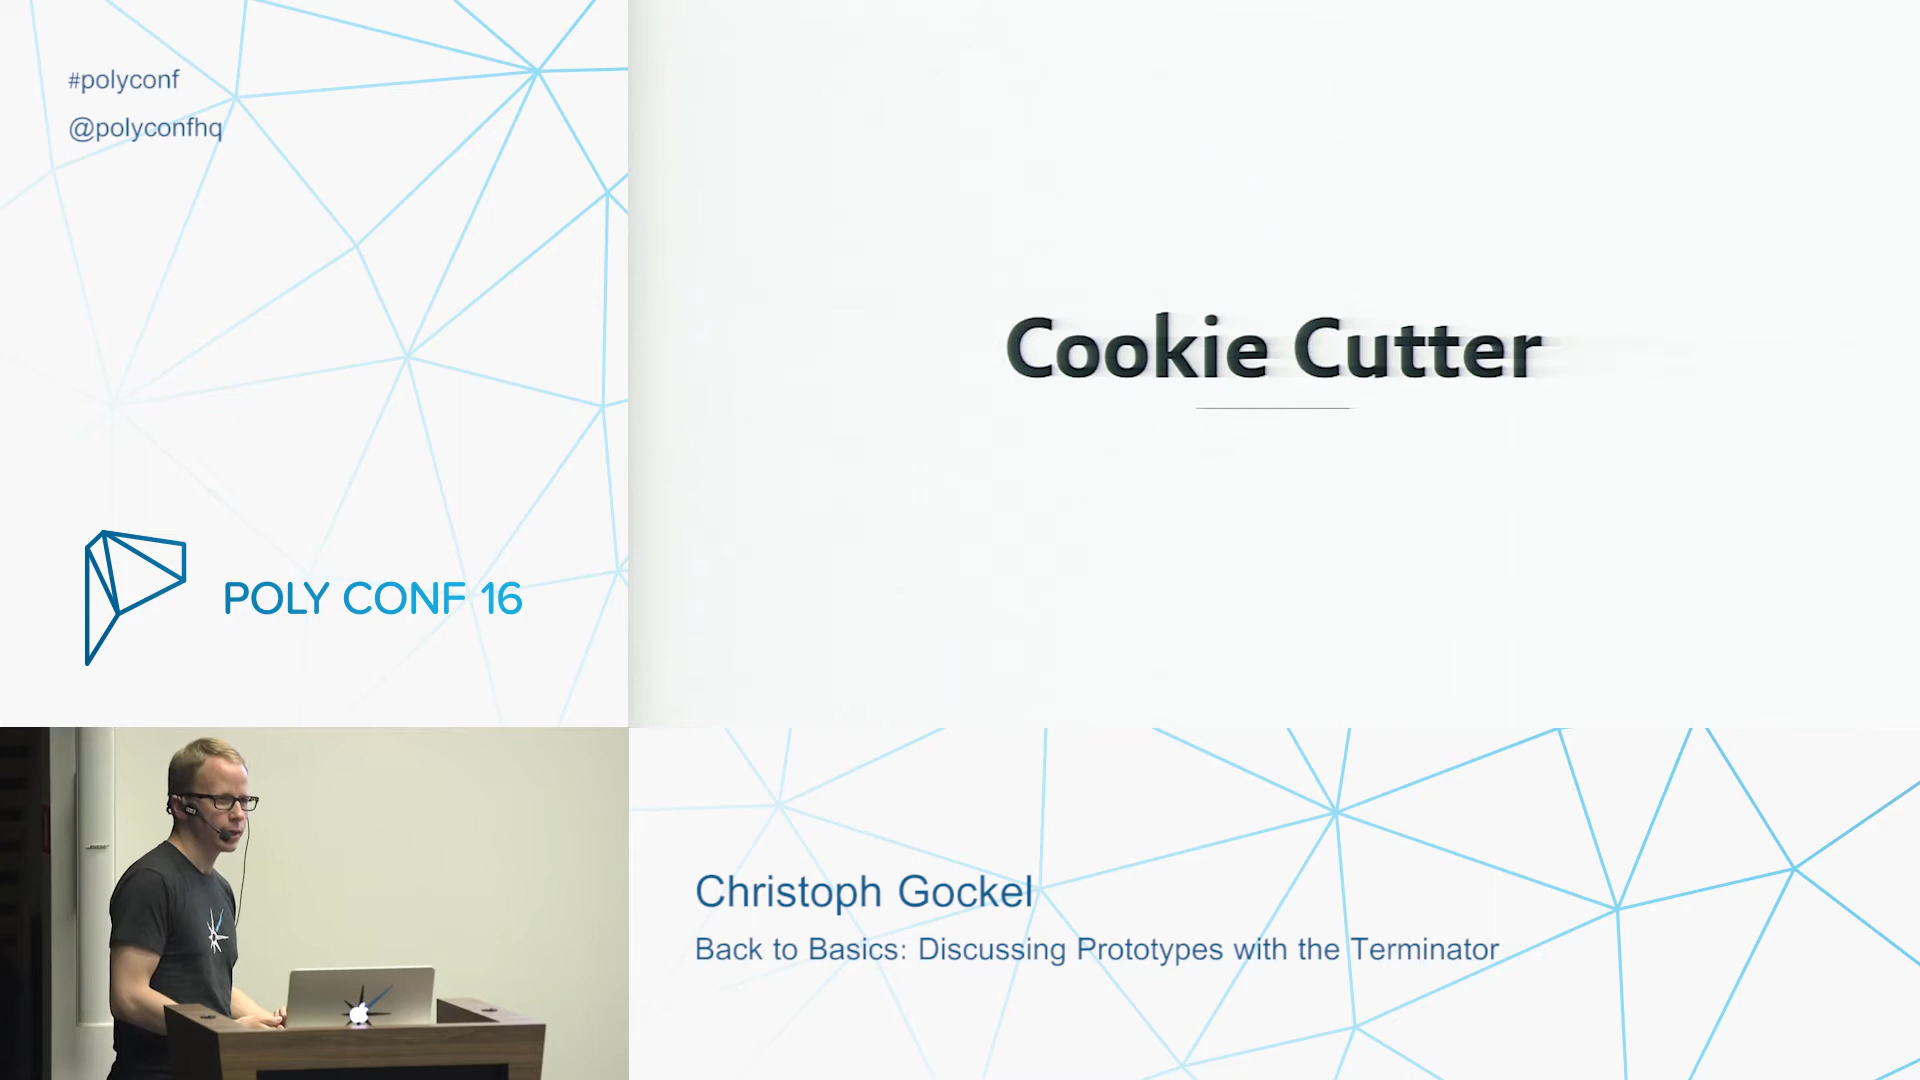 #polyconf
@polyconfhq
Cookie Cutter
POLY CONF 16
Christoph Gockel
Back to Basics: Discussing Prototypes with the Terminator